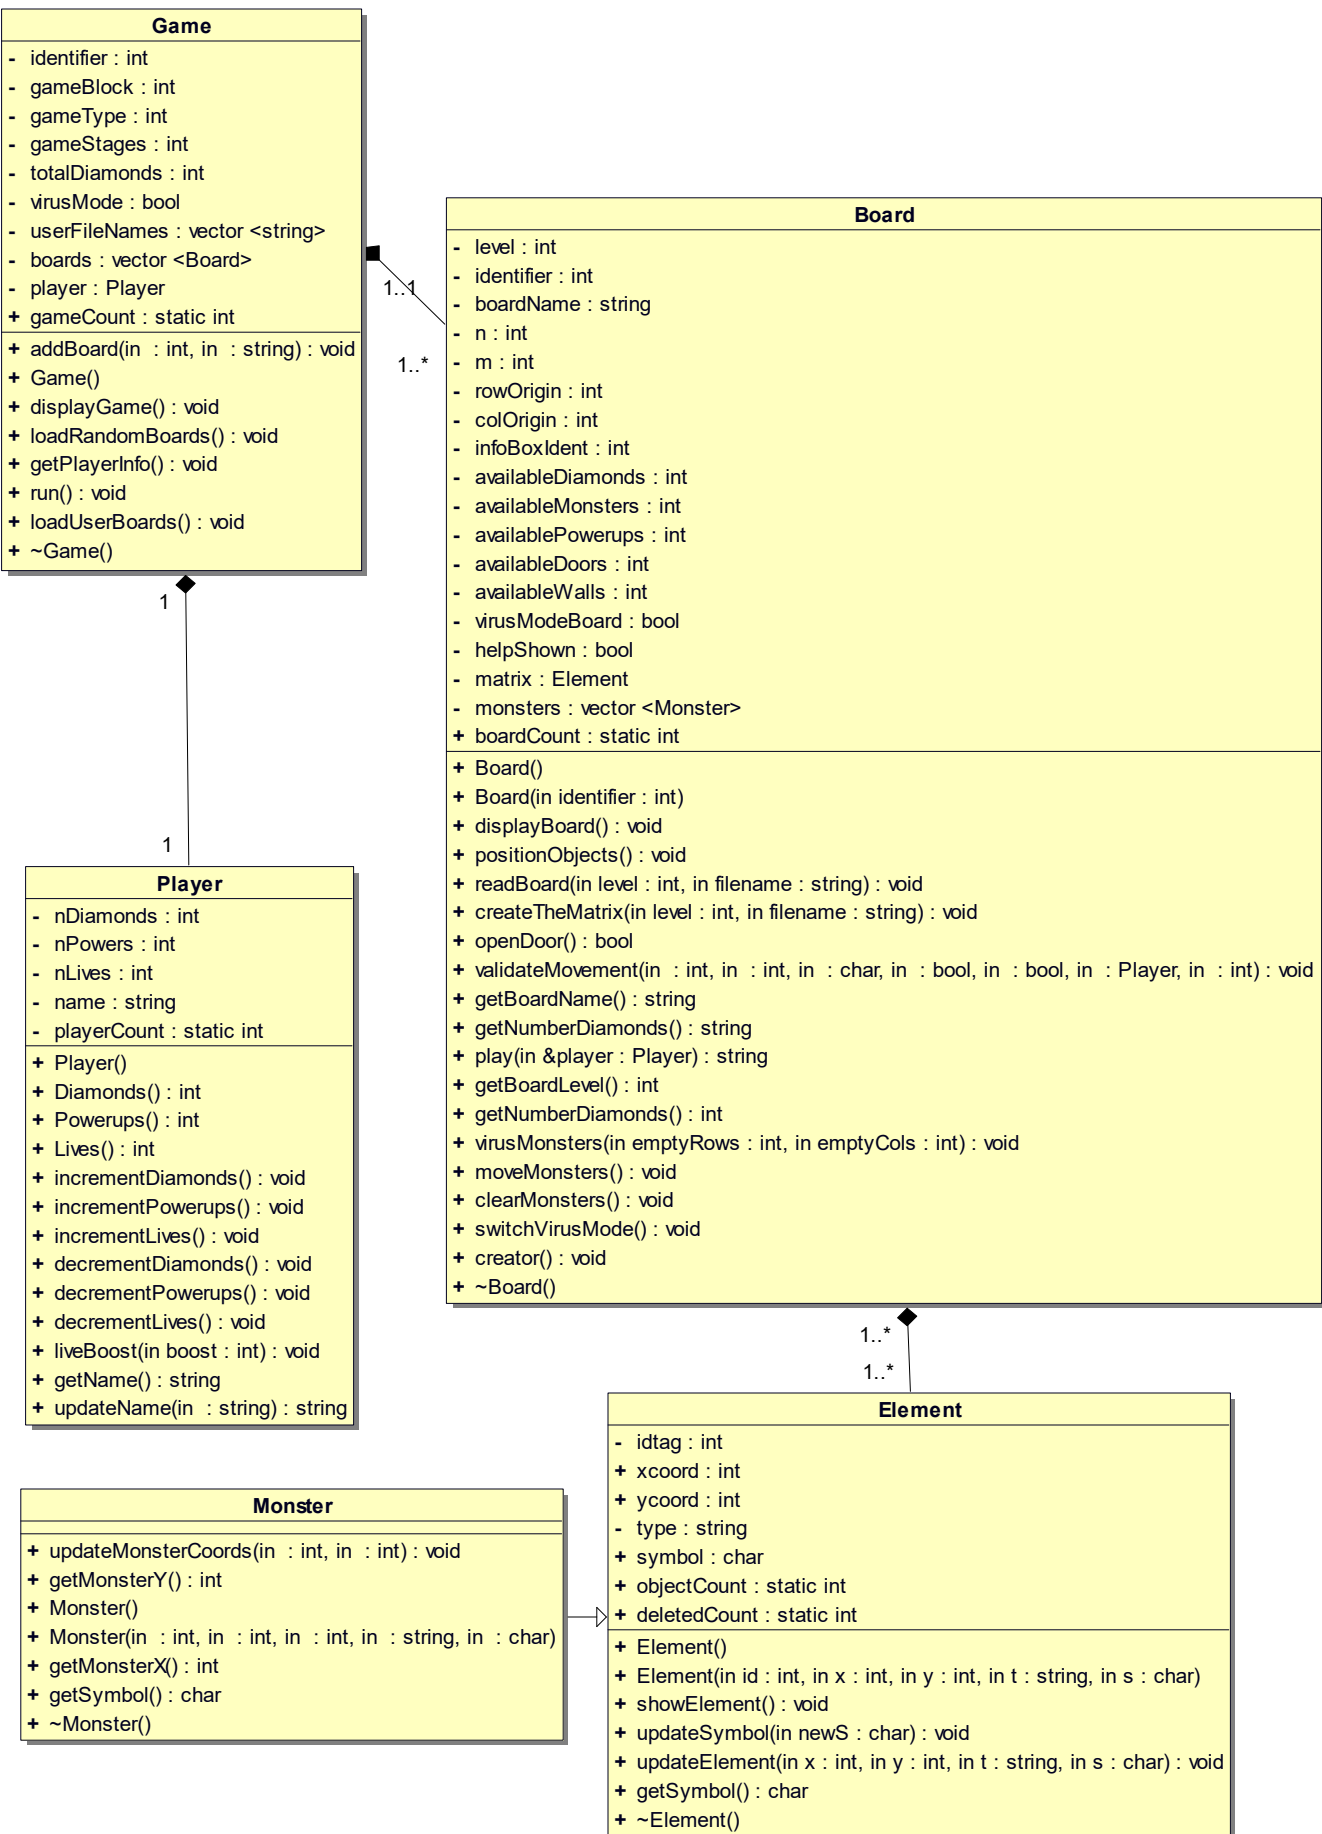 Game
- identifier : int
- gameBlock : int
- gameType : int
- gameStages : int
- totalDiamonds : int
- virusMode : bool
- userFileNames : vector <string>
- boards : vector <Board>
- player : Player
+ gameCount : static int
+ addBoard(in : int, in : string) : void
+ Game()
+ displayGame() : void
+ loadRandomBoards() : void
+ getPlayerInfo() : void
+ run() : void
+ loadUserBoards() : void
+ ~Game()
1..1
1..*
1
1
Board
- level : int
- identifier : int
- boardName : string
- n : int
- m : int
- rowOrigin : int
- colOrigin : int
- infoBoxIdent : int
- availableDiamonds : int
- availableMonsters : int
- availablePowerups : int
- availableDoors : int
- availableWalls : int
- virusModeBoard : bool
- helpShown : bool
- matrix : Element
- monsters : vector <Monster>
+ boardCount : static int
+ Board()
+ Board(in identifier : int)
+ displayBoard() : void
+ positionObjects() : void
+ readBoard(in level : int, in filename : string) : void
+ createTheMatrix(in level : int, in filename : string) : void
+ openDoor() : bool
+ validateMovement(in : int, in : int, in : char, in : bool, in : bool, in : Player, in : int) : void
+ getBoardName() : string
+ getNumberDiamonds() : string
+ play(in &player : Player) : string
+ getBoardLevel() : int
+ getNumberDiamonds() : int
+ virusMonsters(in emptyRows : int, in emptyCols : int) : void
+ moveMonsters() : void
+ clearMonsters() : void
+ switchVirusMode() : void
+ creator() : void
+ ~Board()
1..*
1..*
Player
- nDiamonds : int
- nPowers : int
- nLives : int
- name : string
- playerCount : static int
+ Player()
+ Diamonds() : int
+ Powerups() : int
+ Lives() : int
+ incrementDiamonds() : void
+ incrementPowerups() : void
+ incrementLives() : void
+ decrementDiamonds() : void
+ decrementPowerups() : void
+ decrementLives() : void
+ liveBoost(in boost : int) : void
+ getName() : string
+ updateName(in : string) : string
Monster
+ updateMonsterCoords(in : int, in : int) : void
+ getMonsterY() : int
+ Monster()
+ Monster(in : int, in : int, in : int, in : string, in : char)
+ getMonsterX() : int
+ getSymbol() : char
+ ~Monster()
Element
- idtag : int
+ xcoord : int
+ ycoord : int
- type : string
+ symbol : char
+ objectCount : static int
+ deletedCount : static int
+ Element()
+ Element(in id : int, in x : int, in y : int, in t : string, in s : char)
+ showElement() : void
+ updateSymbol(in newS : char) : void
+ updateElement(in x : int, in y : int, in t : string, in s : char) : void
+ getSymbol() : char
+ ~Element()